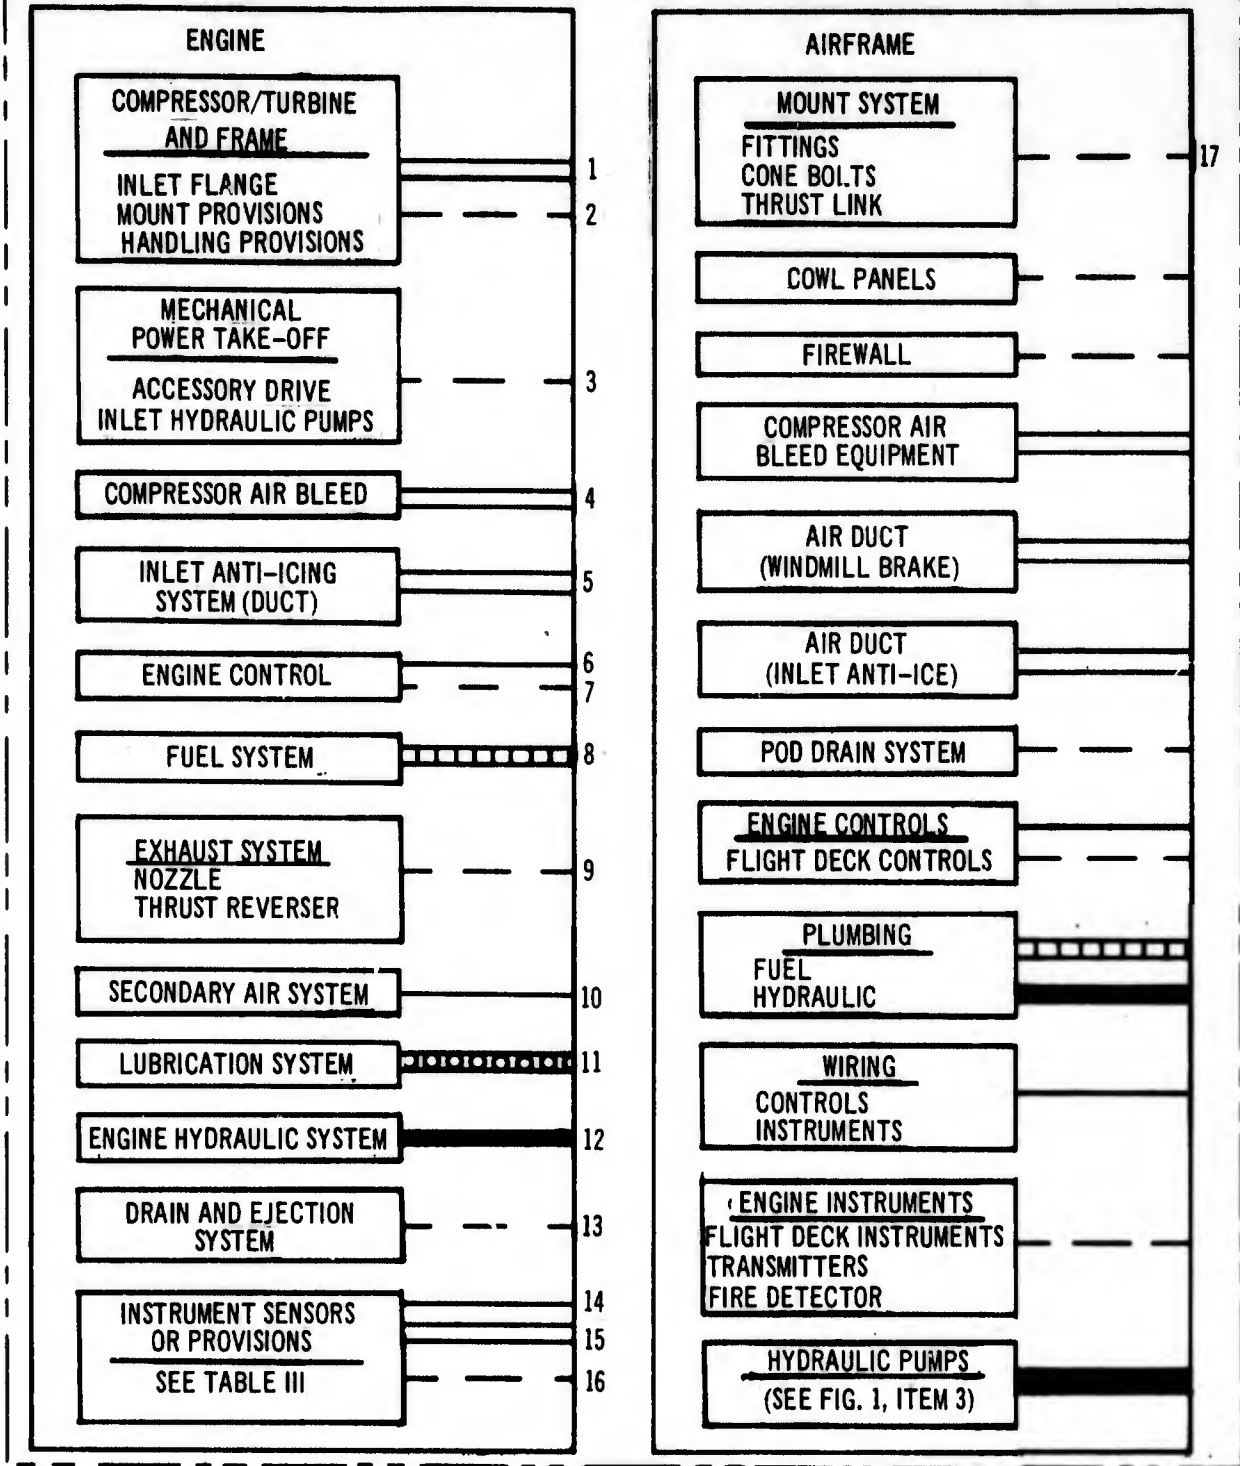 ENGINE
COMPRESSOR/TURBINE
AND FRAME
INLET FLANGE
MOUNT PROVISIONS
HANDLING PROVISIONS
1
2
MECHANICAL
POWER TAKE-OFF
ACCESSORY DRIVE
INLET HYDRAULIC PUMPS
3
COMPRESSOR AIR BLEED
4
INLET ANTI-ICING
SYSTEM (DUCT)
5
ENGINE CONTROL
6
7
FUEL SYSTEM
8
EXHAUST SYSTEM
NOZZLE
THRUST REVERSER
9
SECONDARY AIR SYSTEM
10
LUBRICATION SYSTEM
11
ENGINE HYDRAULIC SYSTEM
12
DRAIN AND EJECTION
SYSTEM
13
INSTRUMENT SENSORS
OR PROVISIONS
SEE TABLE III
14
15
16
AIRFRAME
MOUNT SYSTEM
FITTINGS
CONE BOLTS
THRUST LINK
17
COWL PANELS
FIREWALL
COMPRESSOR AIR
BLEED EQUIPMENT
AIR DUCT
(WINDMILL BRAKE)
AIR DUCT
(INLET ANTI-ICE)
POD DRAIN SYSTEM
ENGINE CONTROLS
FLIGHT DECK CONTROLS
PLUMBING
FUEL
HYDRAULIC
WIRING
CONTROLS
INSTRUMENTS
ENGINE INSTRUMENTS
FLIGHT DECK INSTRUMENTS
TRANSMITTERS
FIRE DETECTOR
HYDRAULIC PUMPS
(SEE FIG. 1, ITEM 3)